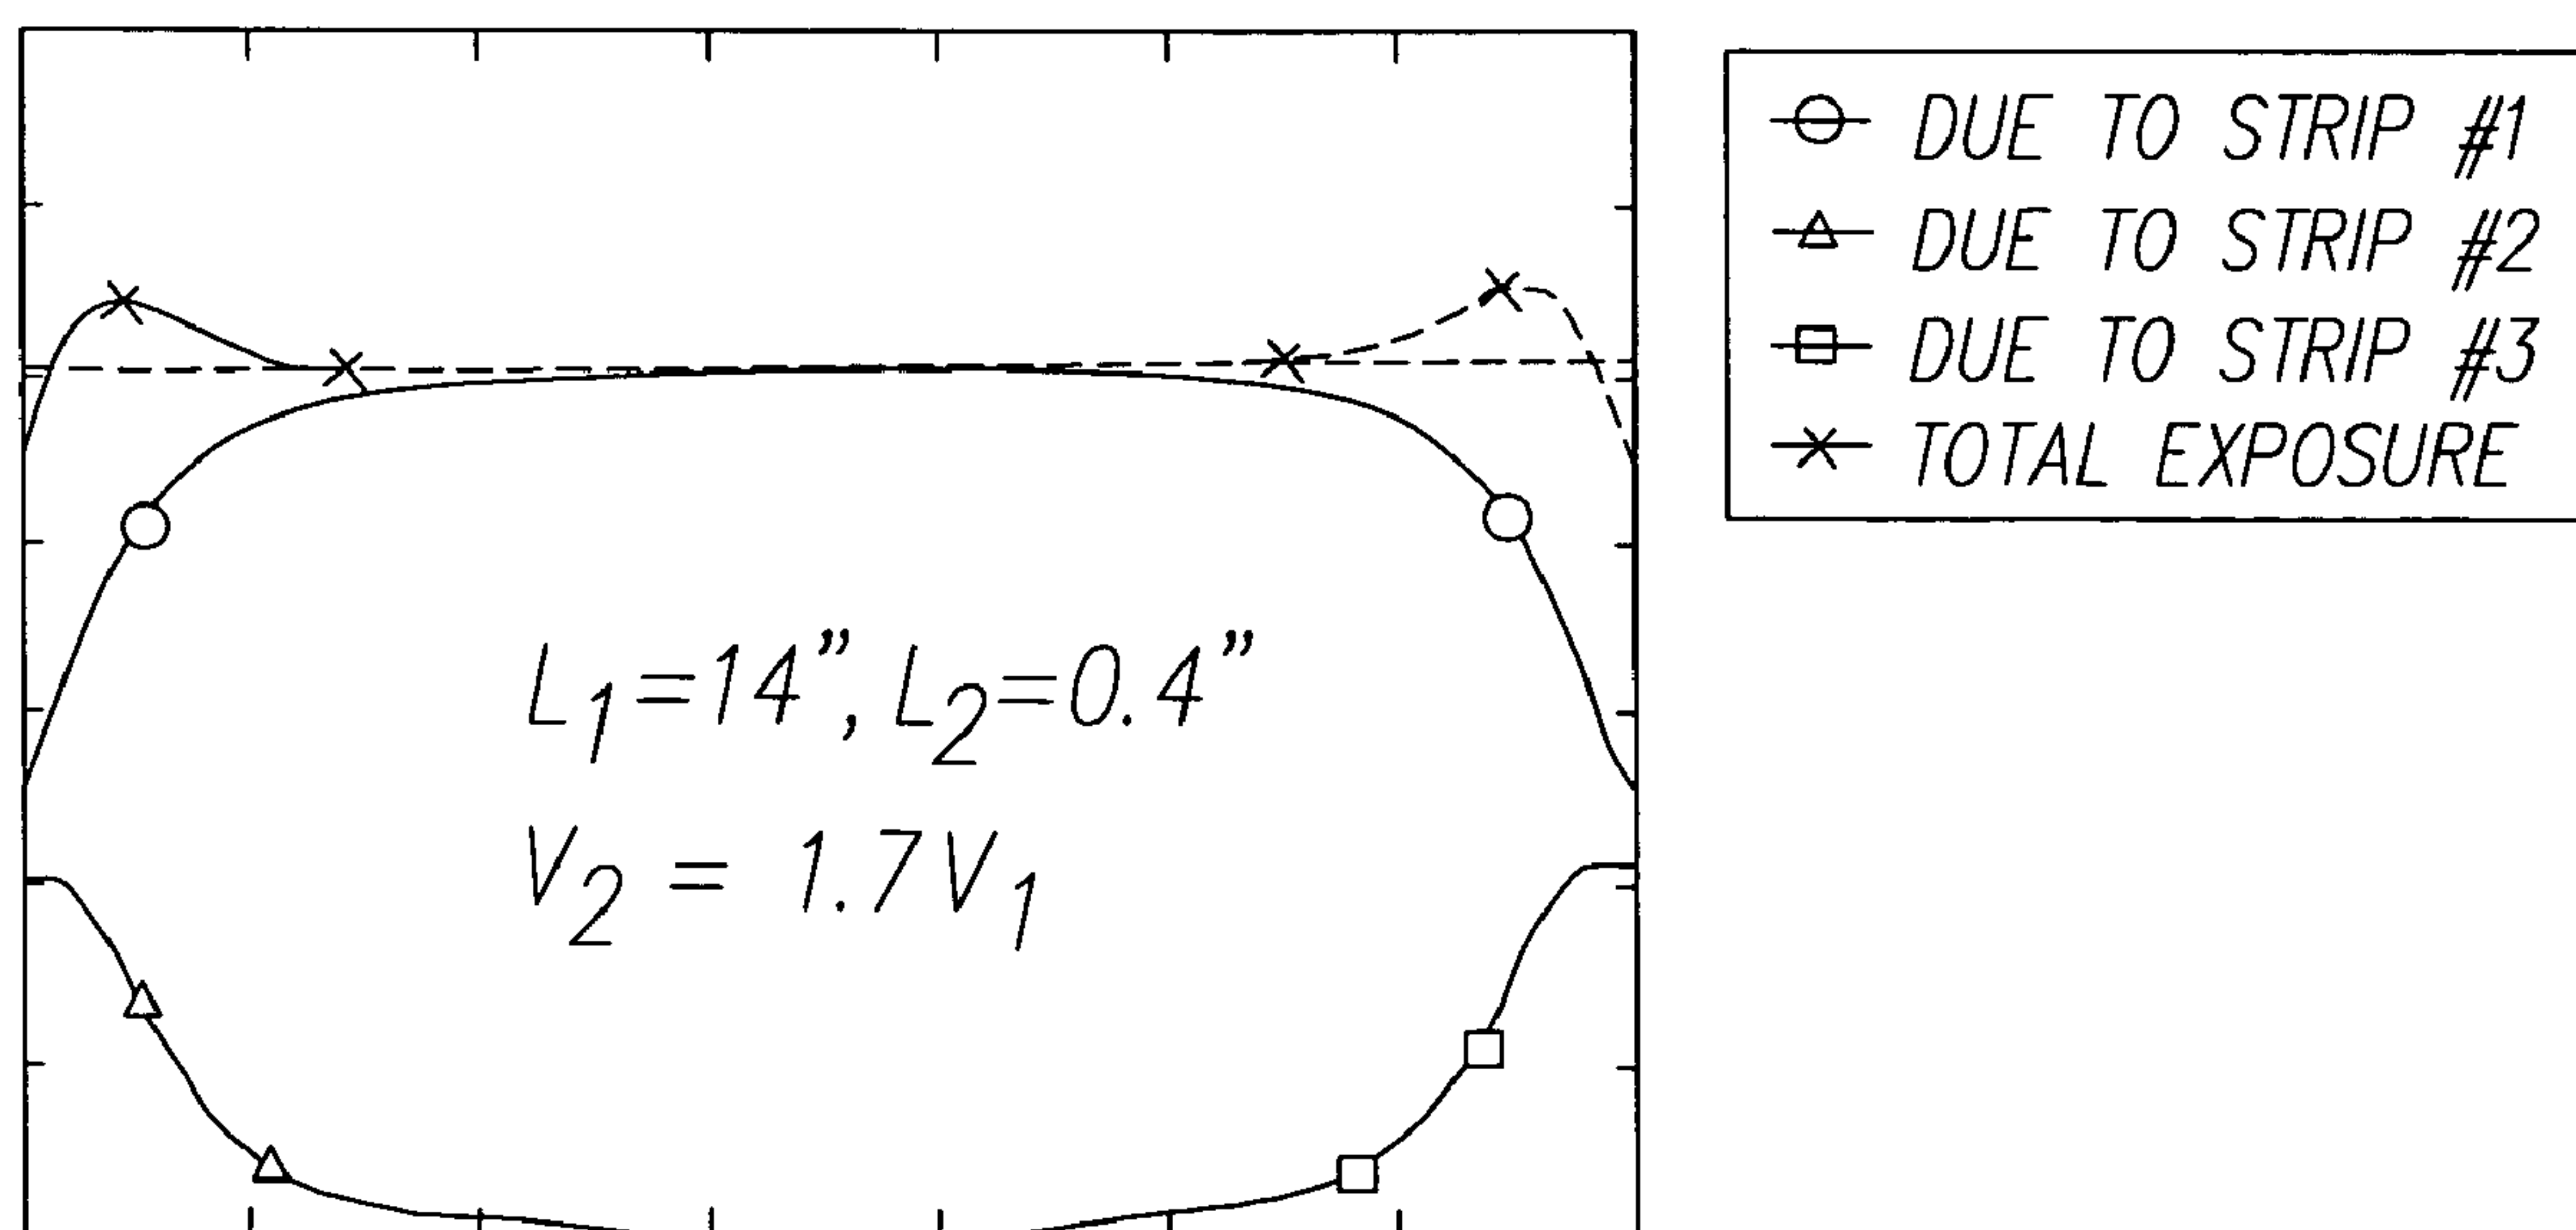 DUE TO STRIP #1
DUE TO STRIP #2
DUE TO STRIP #3
TOTAL EXPOSURE
L1=14", L2=0.4"
V2 = 1.7V1